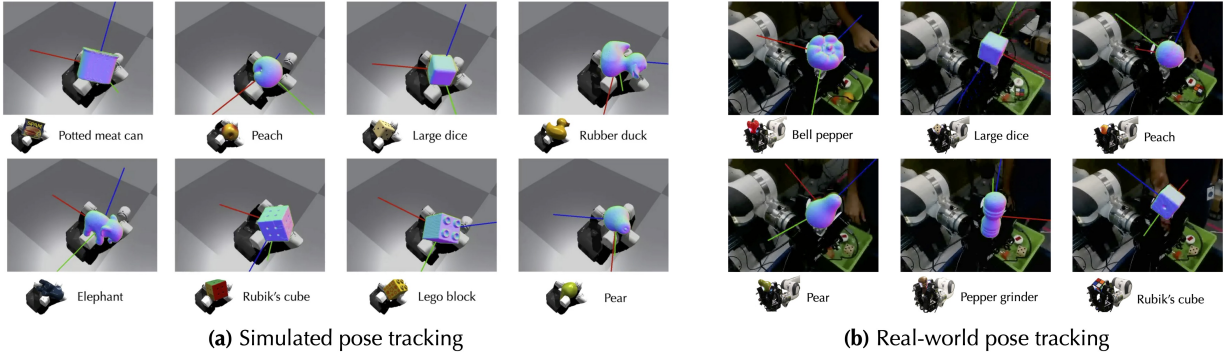 Potted meat can
Peach
Large dice
Rubber duck
Bell pepper
Large dice
Peach
Elephant
Rubik's cube
Lego block
Pear
Pear
Pepper grinder
Rubik's cube
(a) Simulated pose tracking
(b) Real-world pose tracking